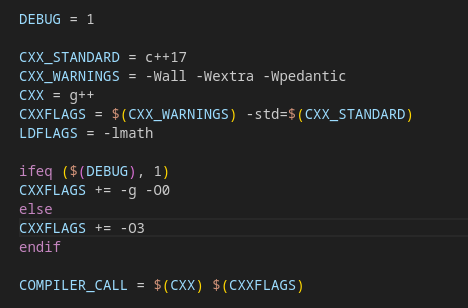 DEBUG = 1
CXX_STANDARD = c++17
CXX_WARNINGS = -Wall -Wextra -Wpedantic
CXX = g++
CXXFLAGS = $(CXX_WARNINGS) -std=$(CXX_STANDARD)
LDFLAGS = -lmath
ifeq ($(DEBUG), 1)
CXXFLAGS += -g -O0
else
CXXFLAGS += -O3
endif
COMPILER_CALL = $(CXX) $(CXXFLAGS)